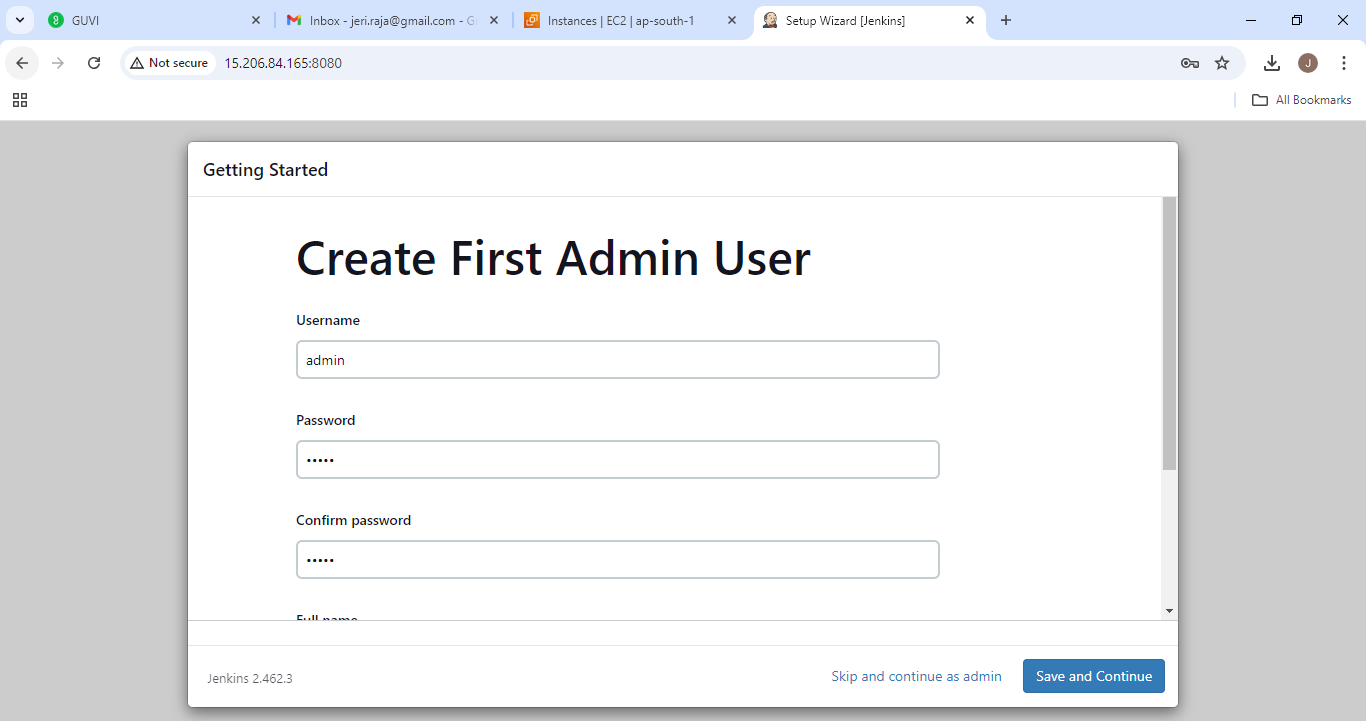 GUVI
Inbox - jeri.raja@gmail.com - G
Instances | EC2 | ap-south-1
Setup Wizard [Jenkins]
Not secure
15.206.84.165:8080
J
All Bookmarks
Getting Started
Create First Admin User
Username
admin
Password
•••••
Confirm password
•••••
Full name
Jenkins 2.462.3
Skip and continue as admin
Save and Continue